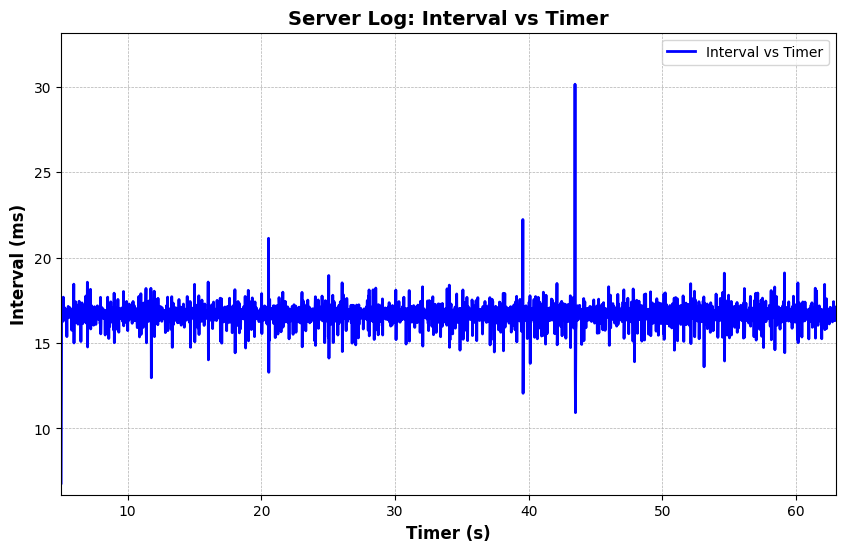 Server Log: Interval vs Timer
Interval vs Timer
30
25
20
15
10
Interval (ms)
10 20 30 40 50 60
Timer (s)